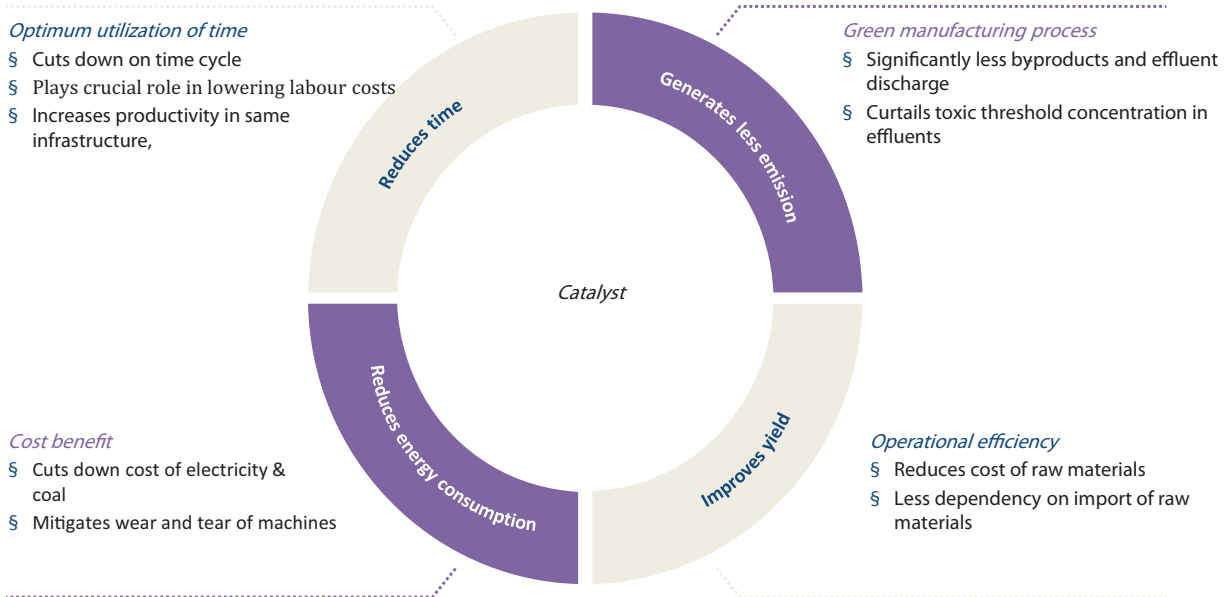 Optimum utilization of time
§ Cuts down on time cycle
§ Plays crucial role in lowering labour costs
§ Increases productivity in same
infrastructure,
Reduces time
Generates less emission
Green manufacturing process
§ Significantly less by-products and effluent
discharge
§ Curtails toxic threshold concentration in
effluents
Catalyst
Cost benefit
§ Cuts down cost of electricity &
coal
§ Mitigates wear and tear of machines
Reduces energy consumption
Improves yield
Operational efficiency
§ Reduces cost of raw materials
§ Less dependency on import of raw
materials